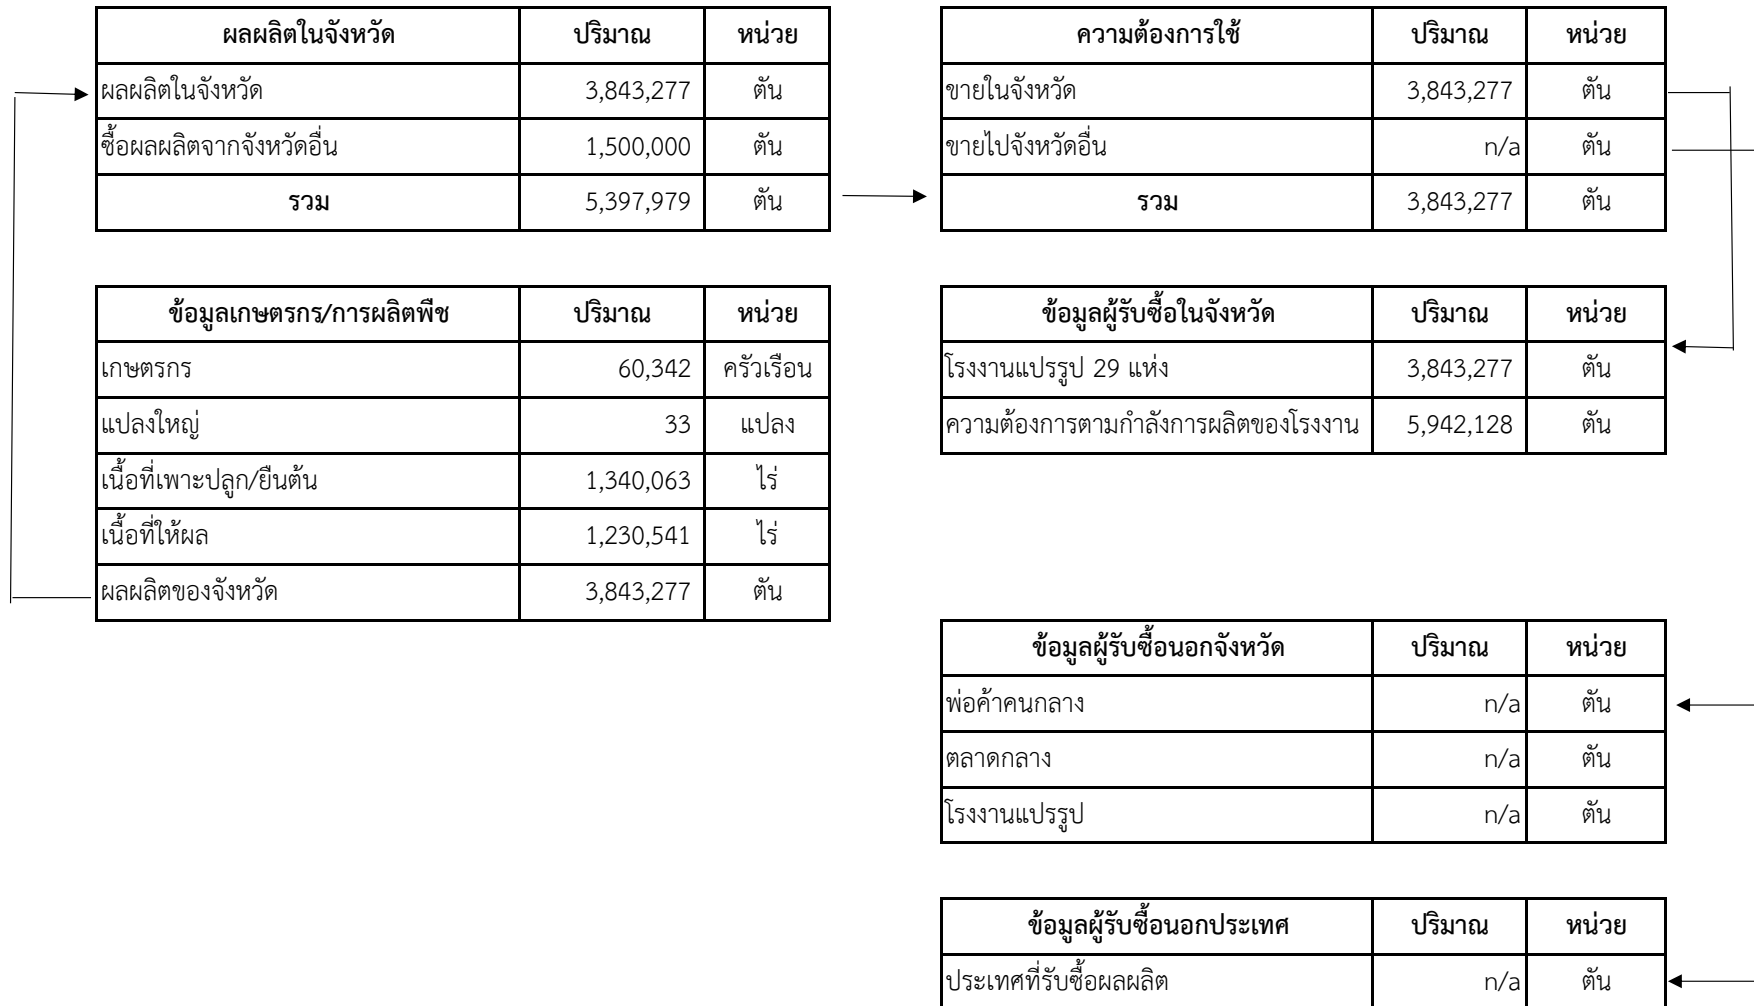 ผลผลิตในจังหวัด ปริมาณ หน่วย
ผลผลิตในจังหวัด 3,843,277 ตัน
ซื้อผลผลิตจากจังหวัดอื่น 1,500,000 ตัน
รวม 5,397,979 ตัน
ความต้องการใช้ ปริมาณ หน่วย
ขายในจังหวัด 3,843,277 ตัน
ขายไปจังหวัดอื่น n/a ตัน
รวม 3,843,277 ตัน
ข้อมูลเกษตรกร/การผลิตพืช ปริมาณ หน่วย
เกษตรกร 60,342 ครัวเรือน
แปลงใหญ่ 33 แปลง
เนื้อที่เพาะปลูก/ยืนต้น 1,340,063 ไร่
เนื้อที่ให้ผล 1,230,541 ไร่
ผลผลิตของจังหวัด 3,843,277 ตัน
ข้อมูลผู้รับซื้อในจังหวัด ปริมาณ หน่วย
โรงงานแปรรูป 29 แห่ง 3,843,277 ตัน
ความต้องการตามกำลังการผลิตของโรงงาน 5,942,128 ตัน
ข้อมูลผู้รับซื้อนอกจังหวัด ปริมาณ หน่วย
พ่อค้าคนกลาง n/a ตัน
ตลาดกลาง n/a ตัน
โรงงานแปรรูป n/a ตัน
ข้อมูลผู้รับซื้อนอกประเทศ ปริมาณ หน่วย
ประเทศที่รับซื้อผลผลิต n/a ตัน